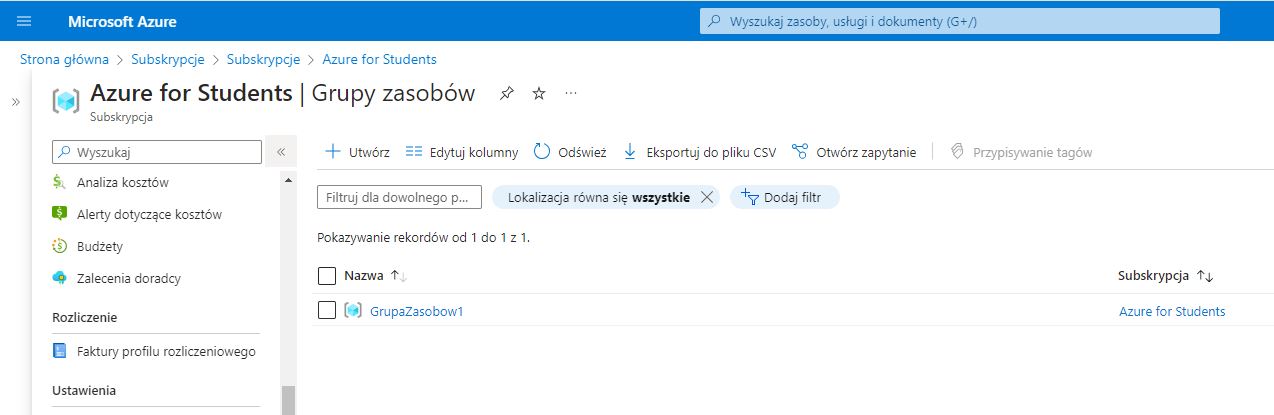 Microsoft Azure
Wyszukaj zasoby, usługi i dokumenty (G+/)
Strona główna > Subskrypcje > Subskrypcje > Azure for Students
Azure for Students | Grupy zasobów
Subskrypcja
Wyszukaj
Analiza kosztów
Alerty dotyczące kosztów
Budżety
Zalecenia doradcy
Rozliczenie
Faktury profilu rozliczeniowego
Ustawienia
Utwórz Edytuj kolumny Odśwież Eksportuj do pliku CSV Otwórz zapytanie Przypisywanie tagów
Filtruj dla dowolnego p... Lokalizacja równa się wszystkie Dodaj filtr
Pokazywanie rekordów od 1 do 1 z 1.
Nazwa Subskrypcja
GrupaZasobow1 Azure for Students